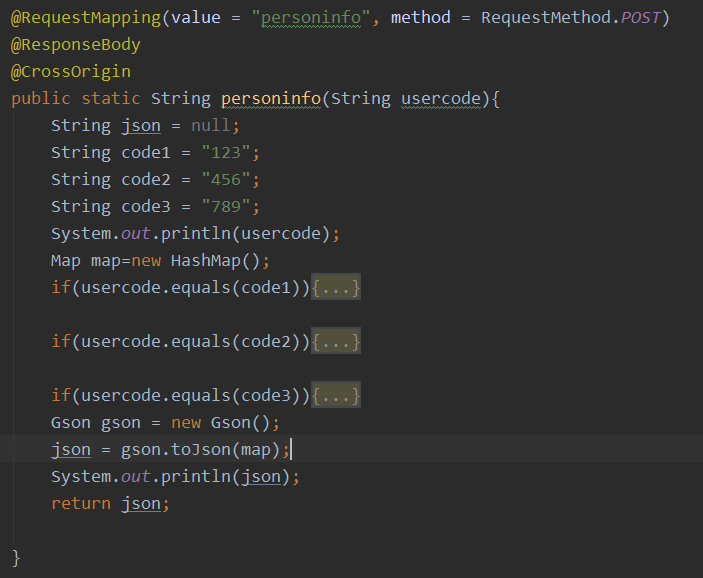 @RequestMapping(value = "personinfo", method = RequestMethod.POST)
@ResponseBody
@CrossOrigin
public static String personinfo(String usercode){
String json = null;
String code1 = "123";
String code2 = "456";
String code3 = "789";
System.out.println(usercode);
Map map=new HashMap();
if(usercode.equals(code1)){...}
if(usercode.equals(code2)){...}
if(usercode.equals(code3)){...}
Gson gson = new Gson();
json = gson.toJson(map);
System.out.println(json);
return json;
}